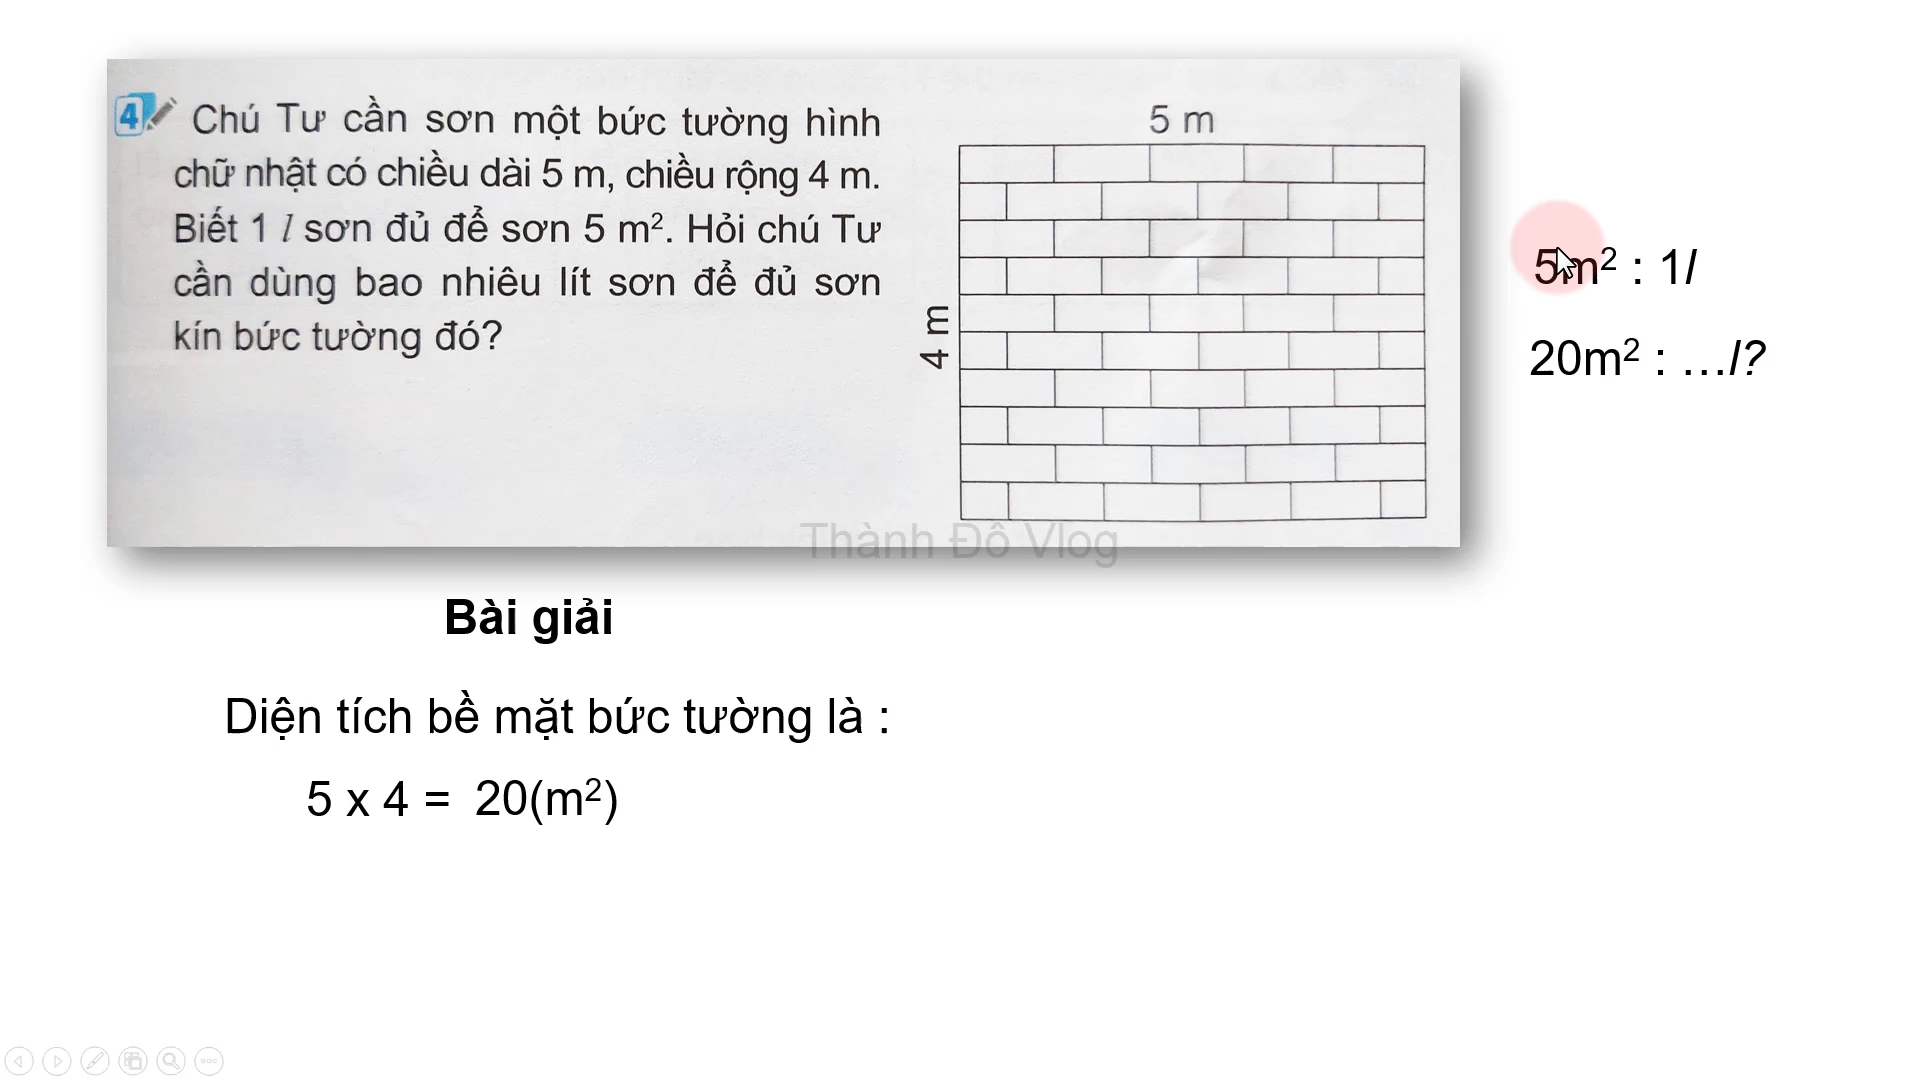 4 Chú Tư cần sơn một bức tường hình
chữ nhật có chiều dài 5 m, chiều rộng 4 m.
Biết 1 l sơn đủ để sơn 5 m². Hỏi chú Tư
cần dùng bao nhiêu lít sơn để đủ sơn
kín bức tường đó?
5 m
4 m
5m² : 1l
20m² : …l?
Thành Đô Vlog
Bài giải
Diện tích bề mặt bức tường là :
5 x 4 = 20(m²)